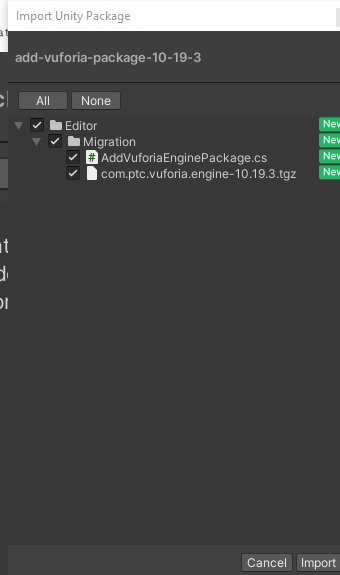 Import Unity Package
add-vuforia-package-10-19-3
All None
Editor New
Migration New
# AddVuforiaEnginePackage.cs New
com.ptc.vuforia.engine-10.19.3.tgz New
Cancel Import